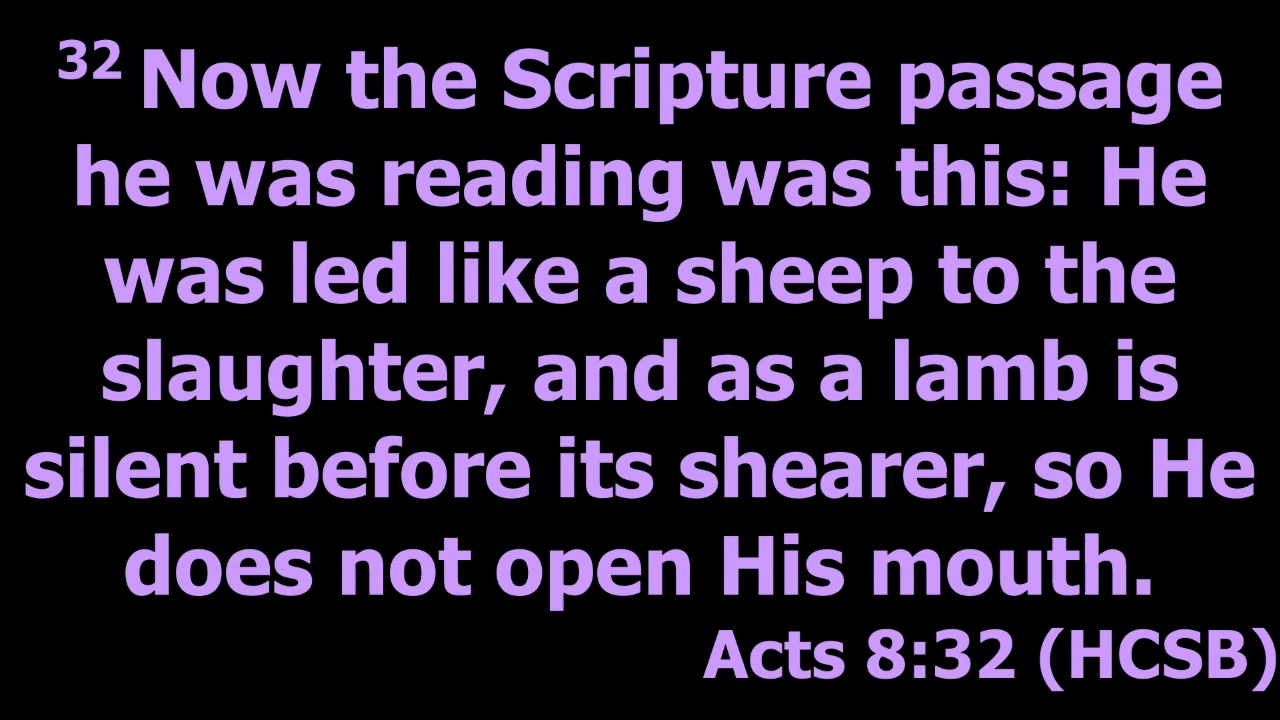 32 Now the Scripture passage
he was reading was this: He
was led like a sheep to the
slaughter, and as a lamb is
silent before its shearer, so He
does not open His mouth.
Acts 8:32 (HCSB)